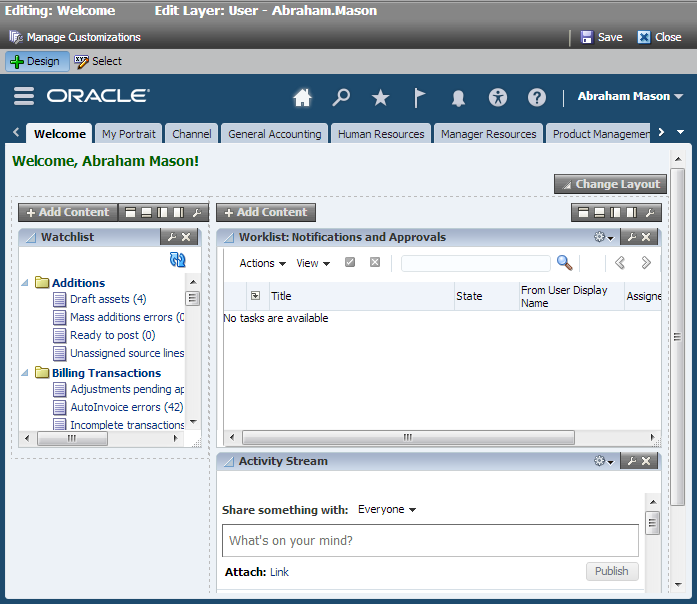 Editing: Welcome Edit Layer: User - Abraham.Mason
Manage Customizations Save Close
Design Select
ORACLE Abraham Mason
Welcome My Portrait Channel General Accounting Human Resources Manager Resources Product Managemen
Welcome, Abraham Mason!
Change Layout
Add Content Add Content
Watchlist
Additions
Draft assets (4)
Mass additions errors (0
Ready to post (0)
Unassigned source lines
Billing Transactions
Adjustments pending ap
AutoInvoice errors (42)
Incomplete transactions
Worklist: Notifications and Approvals
Actions View
Title State From User Display Name Assigne
No tasks are available
Activity Stream
Share something with: Everyone
What's on your mind?
Attach: Link Publish